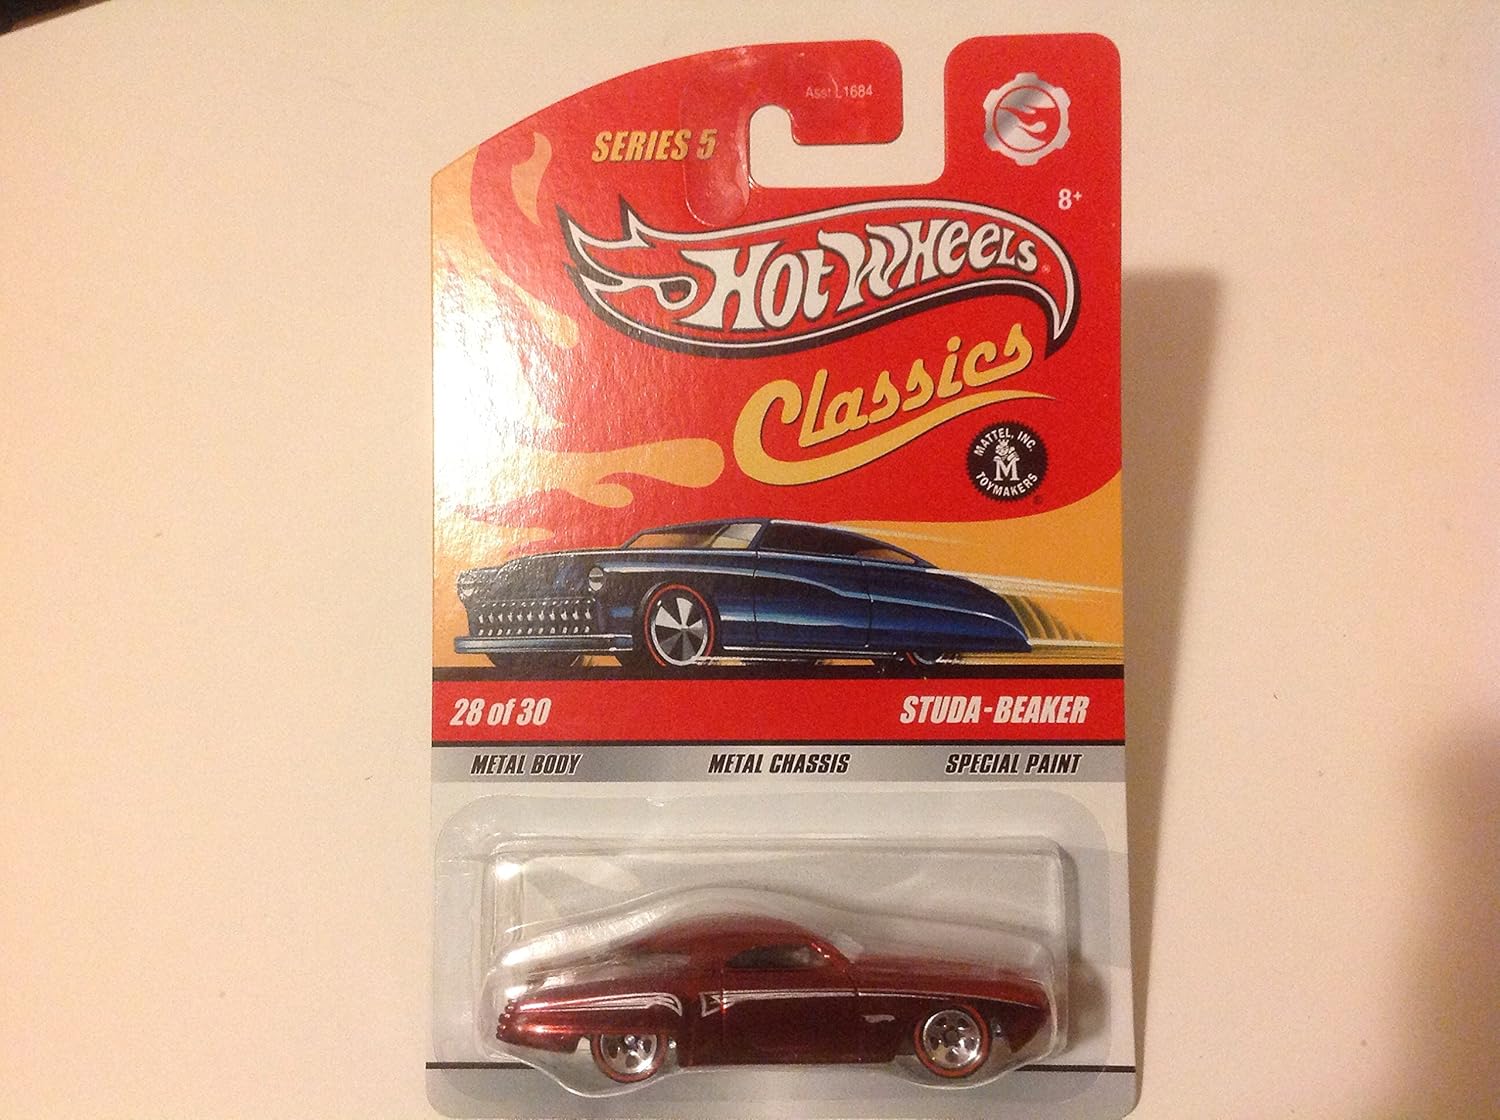 Asst L1684
SERIES 5
8+
HOT WHEELS®
Classics
MATTEL, INC.
M
TOYMAKERS®
28 of 30
STUDA-BEAKER
METAL BODY
METAL CHASSIS
SPECIAL PAINT